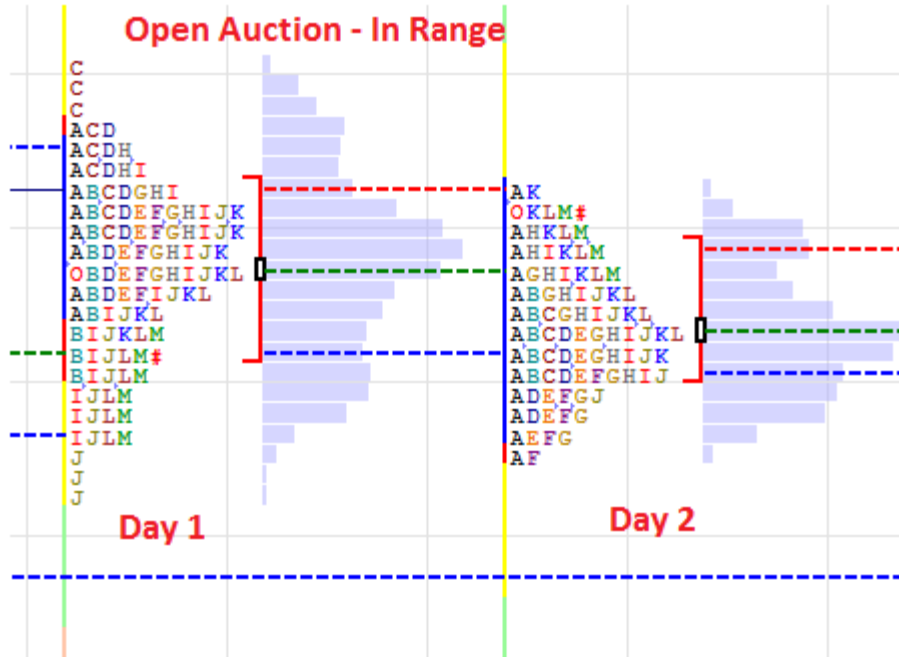 Open Auction - In Range
C
C
C
ACD
ACDH
ACDHI
ABCDGHI
ABCDEFGHIJK
ABCDEFGHIJK
ABDEFGHIJK
OBDEFGHIJKL
ABDEFIJKL
ABIJKL
BIJKLM
BIJLM#
BIJLM
IJLM
IJLM
IJLM
J
J
J
Day 1
AK
OKLM#
AHKLM
AHIKLM
AGHIKLM
ABGHIJKL
ABCGHIJKL
ABCDEGHIJKL
ABCDEGHIJK
ABCDEFGHIJ
ADEFGJ
ADEFG
AEFG
AF
Day 2